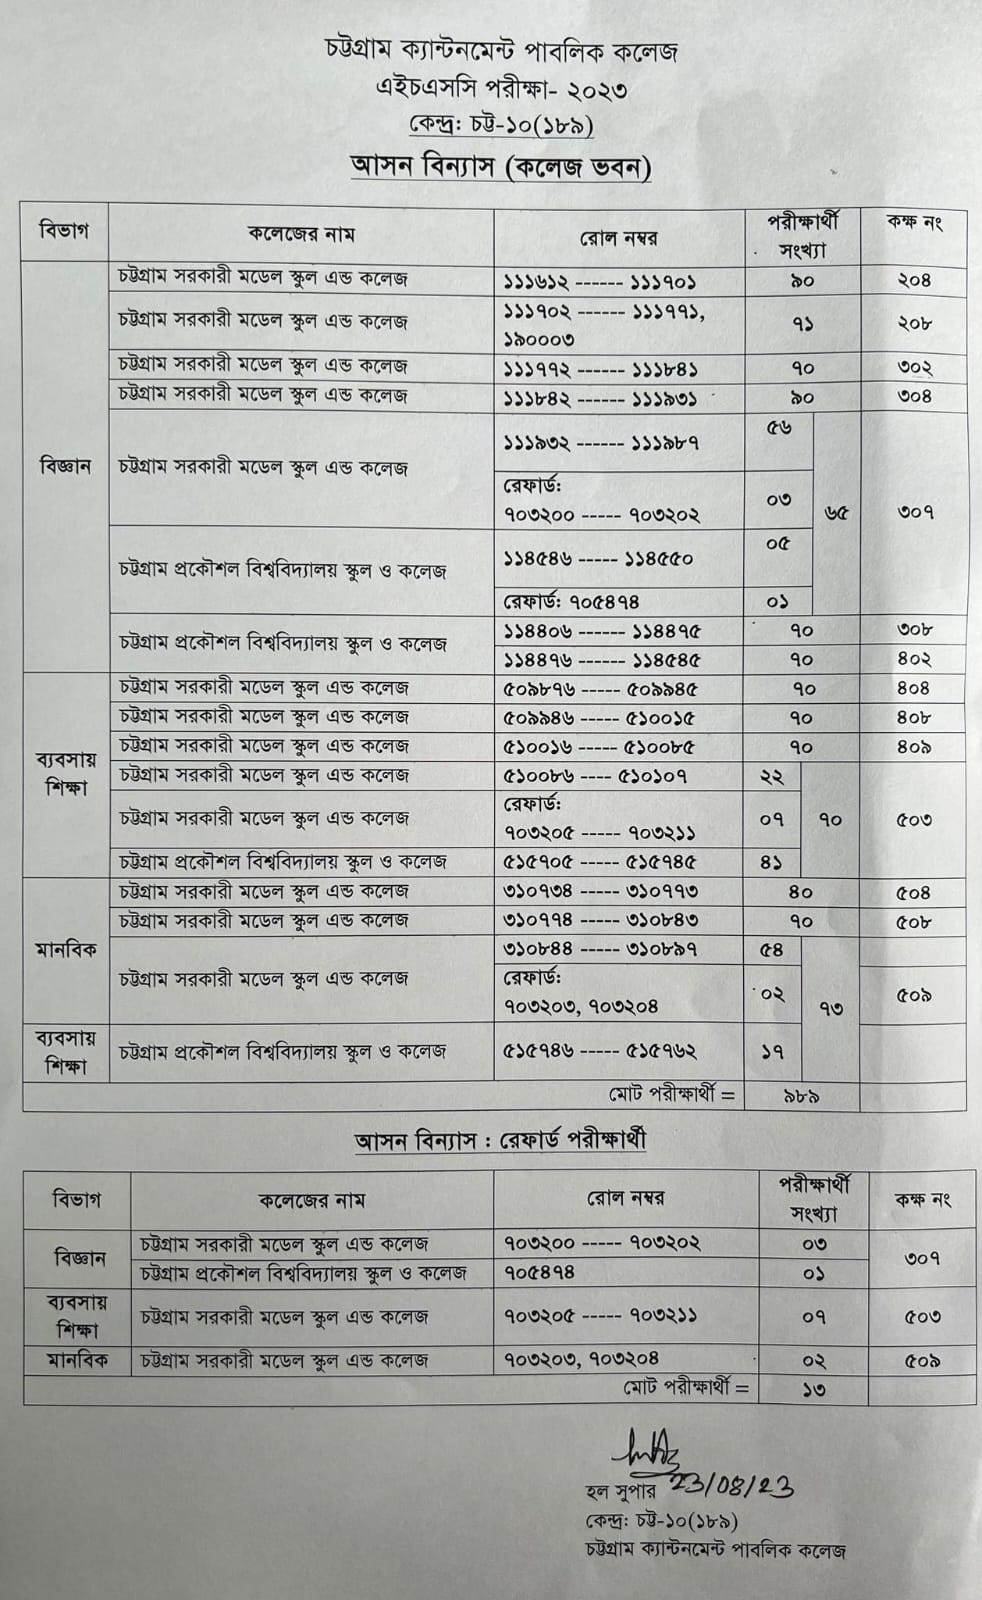 চট্টগ্রাম ক্যান্টনমেন্ট পাবলিক কলেজ
এইচএসসি পরীক্ষা- ২০২৩
কেন্দ্র: চট্ট-১০(১৮৯)
আসন বিন্যাস (কলেজ ভবন)
বিভাগ কলেজের নাম রোল নম্বর পরীক্ষার্থী সংখ্যা কক্ষ নং
বিজ্ঞান
চট্টগ্রাম সরকারী মডেল স্কুল এন্ড কলেজ ১১১৬১২ ------ ১১১৭০১ ৯০ ২০৪
চট্টগ্রাম সরকারী মডেল স্কুল এন্ড কলেজ ১১১৭০২ ------ ১১১৭৭১, ১৯০০০৩ ৭১ ২০৮
চট্টগ্রাম সরকারী মডেল স্কুল এন্ড কলেজ ১১১৭৭২ ------ ১১১৮৪১ ৭০ ৩০২
চট্টগ্রাম সরকারী মডেল স্কুল এন্ড কলেজ ১১১৮৪২ ------ ১১১৯৩১ ৯০ ৩০৪
চট্টগ্রাম সরকারী মডেল স্কুল এন্ড কলেজ ১১১৯৩২ ------ ১১১৯৮৭ ৫৬ ৬৫ ৩০৭
রেফার্ড:
৭০৩২০০ ----- ৭০৩২০২ ০৩
চট্টগ্রাম প্রকৌশল বিশ্ববিদ্যালয় স্কুল ও কলেজ ১১৪৫৪৬ ----- ১১৪৫৫০ ০৫
রেফার্ড: ৭০৫৪৭৪ ০১
চট্টগ্রাম প্রকৌশল বিশ্ববিদ্যালয় স্কুল ও কলেজ ১১৪৪০৬ ------ ১১৪৪৭৫ ৭০ ৩০৮
১১৪৪৭৬ ------ ১১৪৫৪৫ ৭০ ৪০২
ব্যবসায় শিক্ষা
চট্টগ্রাম সরকারী মডেল স্কুল এন্ড কলেজ ৫০৯৮৭৬ ----- ৫০৯৯৪৫ ৭০ ৪০৪
চট্টগ্রাম সরকারী মডেল স্কুল এন্ড কলেজ ৫০৯৯৪৬ ----- ৫১০০১৫ ৭০ ৪০৮
চট্টগ্রাম সরকারী মডেল স্কুল এন্ড কলেজ ৫১০০১৬ ----- ৫১০০৮৫ ৭০ ৪০৯
চট্টগ্রাম সরকারী মডেল স্কুল এন্ড কলেজ ৫১০০৮৬ ---- ৫১০১০৭ ২২ ৭০ ৫০৩
চট্টগ্রাম সরকারী মডেল স্কুল এন্ড কলেজ রেফার্ড:
৭০৩২০৫ ----- ৭০৩২১১ ০৭
চট্টগ্রাম প্রকৌশল বিশ্ববিদ্যালয় স্কুল ও কলেজ ৫১৫৭০৫ ----- ৫১৫৭৪৫ ৪১
মানবিক
চট্টগ্রাম সরকারী মডেল স্কুল এন্ড কলেজ ৩১০৭৩৪ ----- ৩১০৭৭৩ ৪০ ৫০৪
চট্টগ্রাম সরকারী মডেল স্কুল এন্ড কলেজ ৩১০৭৭৪ ----- ৩১০৮৪৩ ৭০ ৫০৮
চট্টগ্রাম সরকারী মডেল স্কুল এন্ড কলেজ ৩১০৮৪৪ ----- ৩১০৮৯৭ ৫৪ ৭৩ ৫০৯
রেফার্ড:
৭০৩২০৩, ৭০৩২০৪ ০২
ব্যবসায় শিক্ষা চট্টগ্রাম প্রকৌশল বিশ্ববিদ্যালয় স্কুল ও কলেজ ৫১৫৭৪৬ ----- ৫১৫৭৬২ ১৭
মোট পরীক্ষার্থী = ৯৮৯
আসন বিন্যাস : রেফার্ড পরীক্ষার্থী
বিভাগ কলেজের নাম রোল নম্বর পরীক্ষার্থী সংখ্যা কক্ষ নং
বিজ্ঞান চট্টগ্রাম সরকারী মডেল স্কুল এন্ড কলেজ ৭০৩২০০ ----- ৭০৩২০২ ০৩ ৩০৭
চট্টগ্রাম প্রকৌশল বিশ্ববিদ্যালয় স্কুল ও কলেজ ৭০৫৪৭৪ ০১
ব্যবসায় শিক্ষা চট্টগ্রাম সরকারী মডেল স্কুল এন্ড কলেজ ৭০৩২০৫ ----- ৭০৩২১১ ০৭ ৫০৩
মানবিক চট্টগ্রাম সরকারী মডেল স্কুল এন্ড কলেজ ৭০৩২০৩, ৭০৩২০৪ ০২ ৫০৯
মোট পরীক্ষার্থী = ১৩
হল সুপার 23/08/23
কেন্দ্র: চট্ট-১০(১৮৯)
চট্টগ্রাম ক্যান্টনমেন্ট পাবলিক কলেজ